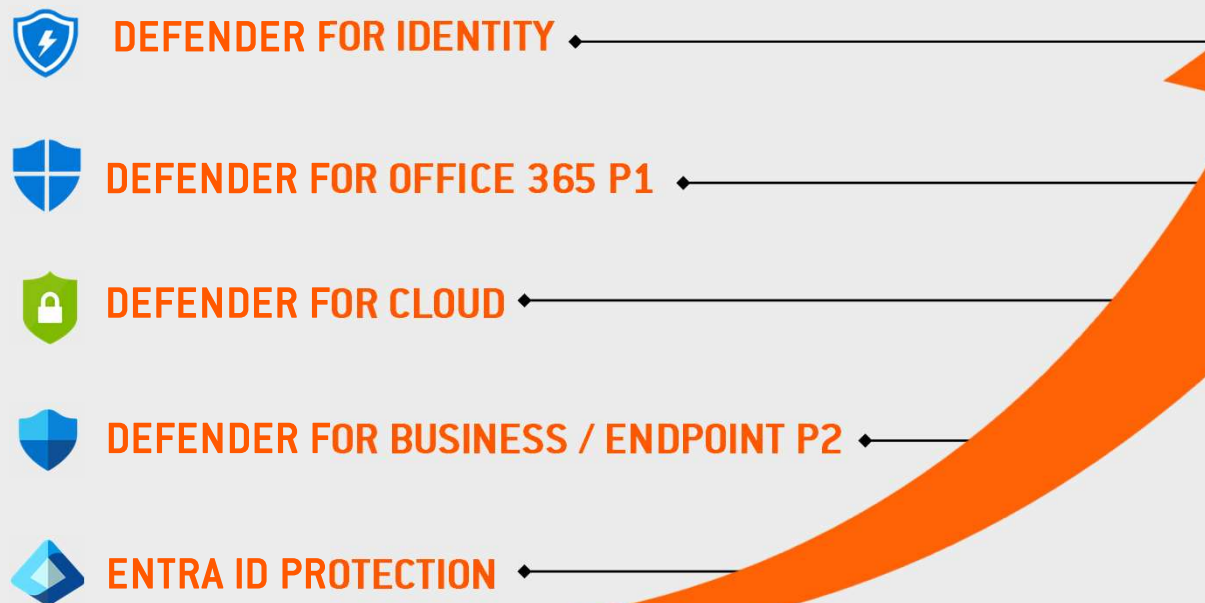 DEFENDER FOR IDENTITY
DEFENDER FOR OFFICE 365 P1
DEFENDER FOR CLOUD
DEFENDER FOR BUSINESS / ENDPOINT P2
ENTRA ID PROTECTION